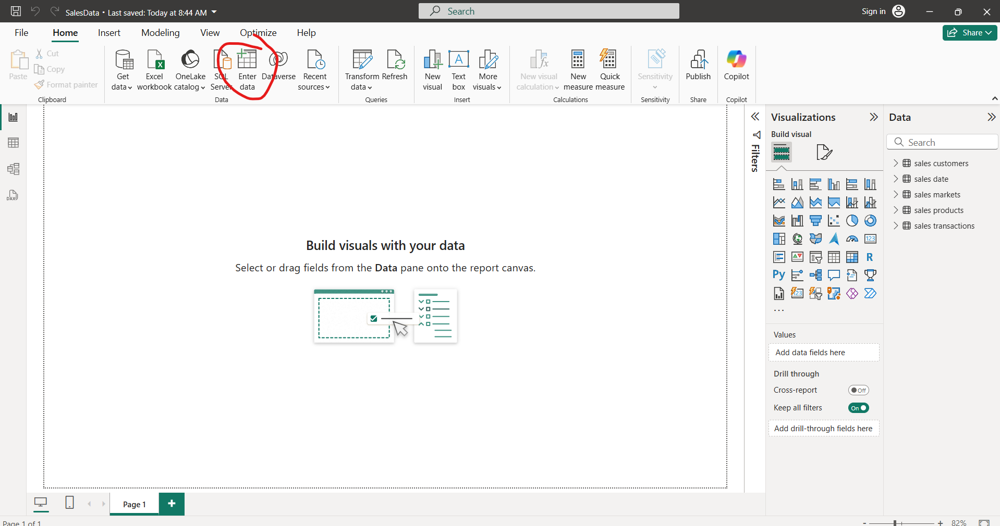 SalesData • Last saved: Today at 8:44 AM
Search
Sign in
File Home Insert Modeling View Optimize Help
Share
Paste
Cut
Copy
Format painter
Clipboard
Get data
Excel workbook
OneLake catalog
SQL Server
Enter data
Dataverse
Recent sources
Data
Transform data
Refresh
Queries
New visual
A
Text box
More visuals
Insert
fx
New visual calculation
New measure
Quick measure
Calculations
Sensitivity
Sensitivity
Publish
Share
Copilot
Copilot
DAX
Build visuals with your data
Select or drag fields from the Data pane onto the report canvas.
Filters
Visualizations
Build visual
123
R
Py
123
...
Values
Add data fields here
Drill through
Cross-report
Off
Keep all filters
On
Add drill-through fields here
Data
Search
sales customers
sales date
sales markets
sales products
sales transactions
Page 1
Page 1 of 1
- + 82%